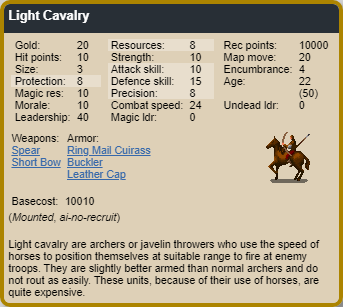 Light Cavalry
Gold: 20 Resources: 8 Rec points: 10000
Hit points: 10 Strength: 10 Map move: 20
Size: 3 Attack skill: 10 Encumbrance: 4
Protection: 8 Defence skill: 15 Age: 22
Magic res: 10 Precision: 8 (50)
Morale: 10 Combat speed: 24 Undead ldr: 0
Leadership: 40 Magic ldr: 0
Weapons: Armor:
Spear Ring Mail Cuirass
Short Bow Buckler
Leather Cap
Basecost: 10010
(Mounted, ai-no-recruit)
Light cavalry are archers or javelin throwers who use the speed of
horses to position themselves at suitable range to fire at enemy
troops. They are slightly better armed than normal archers and do
not rout as easily. These units, because of their use of horses, are
quite expensive.